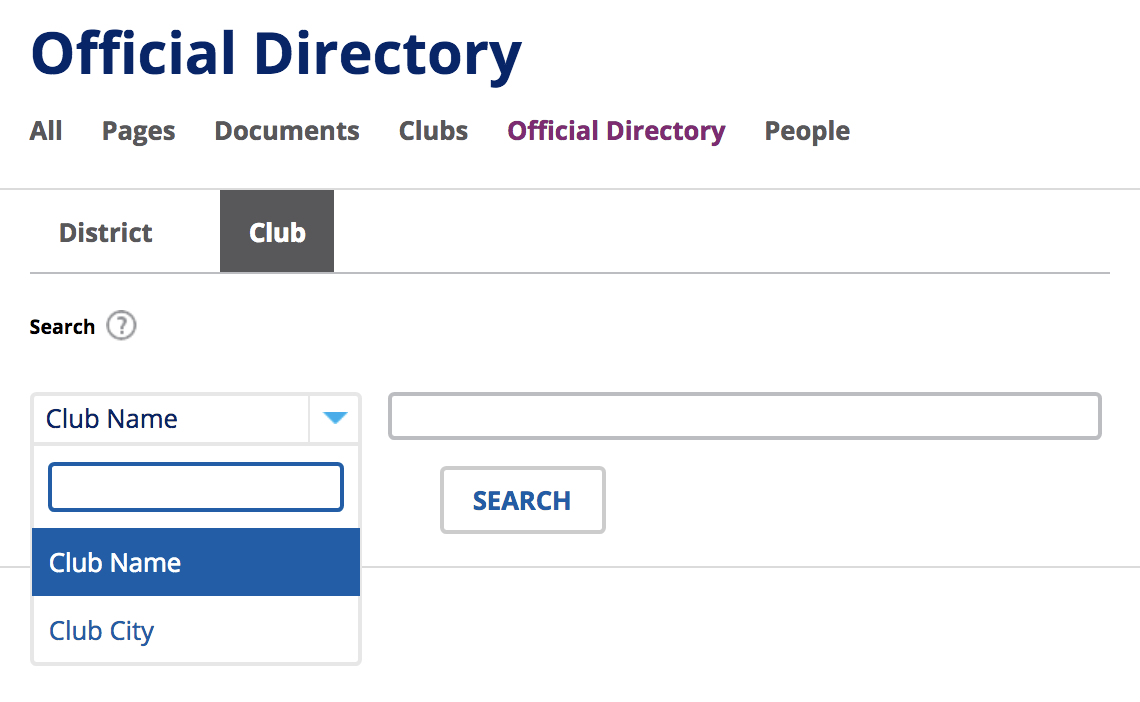 Official Directory
All Pages Documents Clubs Official Directory People
District Club
Search ?
Club Name
SEARCH
Club Name
Club City